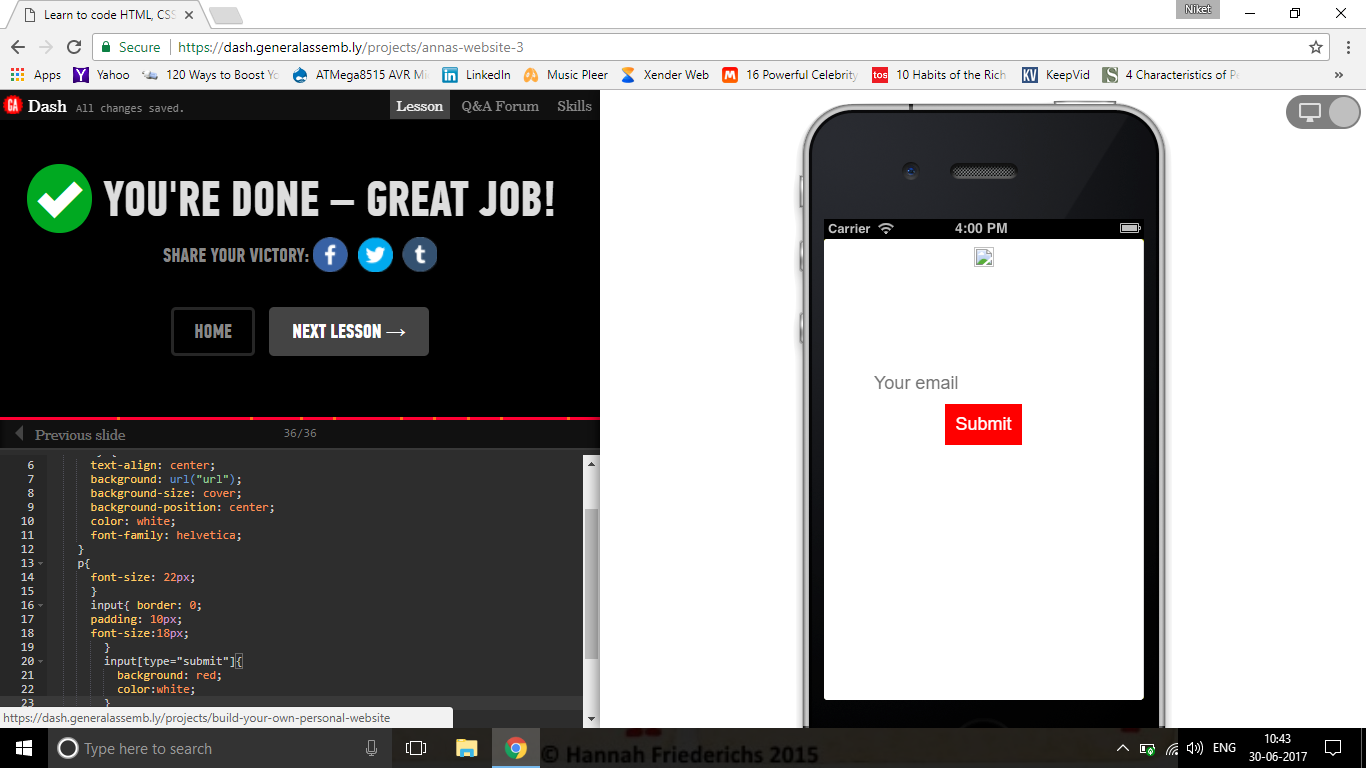 Learn to code HTML, CSS
Niket
Secure
https://dash.generalassemb.ly/projects/annas-website-3
Apps
Yahoo
120 Ways to Boost Yo
ATMega8515 AVR Mi
LinkedIn
Music Pleer
Xender Web
16 Powerful Celebrity
tos
10 Habits of the Rich
KV
KeepVid
4 Characteristics of Pe
»
GA
Dash
All changes saved.
Lesson
Q&A Forum
Skills
YOU'RE DONE — GREAT JOB!
SHARE YOUR VICTORY:
HOME
NEXT LESSON →
Previous slide
36/36
6 text-align: center;
7 background: url("url");
8 background-size: cover;
9 background-position: center;
10 color: white;
11 font-family: helvetica;
12 }
13 p{
14 font-size: 22px;
15 }
16 input{ border: 0;
17 padding: 10px;
18 font-size:18px;
19 }
20 input[type="submit"]{
21 background: red;
22 color:white;
23 }
https://dash.generalassemb.ly/projects/build-your-own-personal-website
Carrier
4:00 PM
Your email
Submit
Type here to search
© Hannah Friederichs 2015
ENG
10:43
30-06-2017